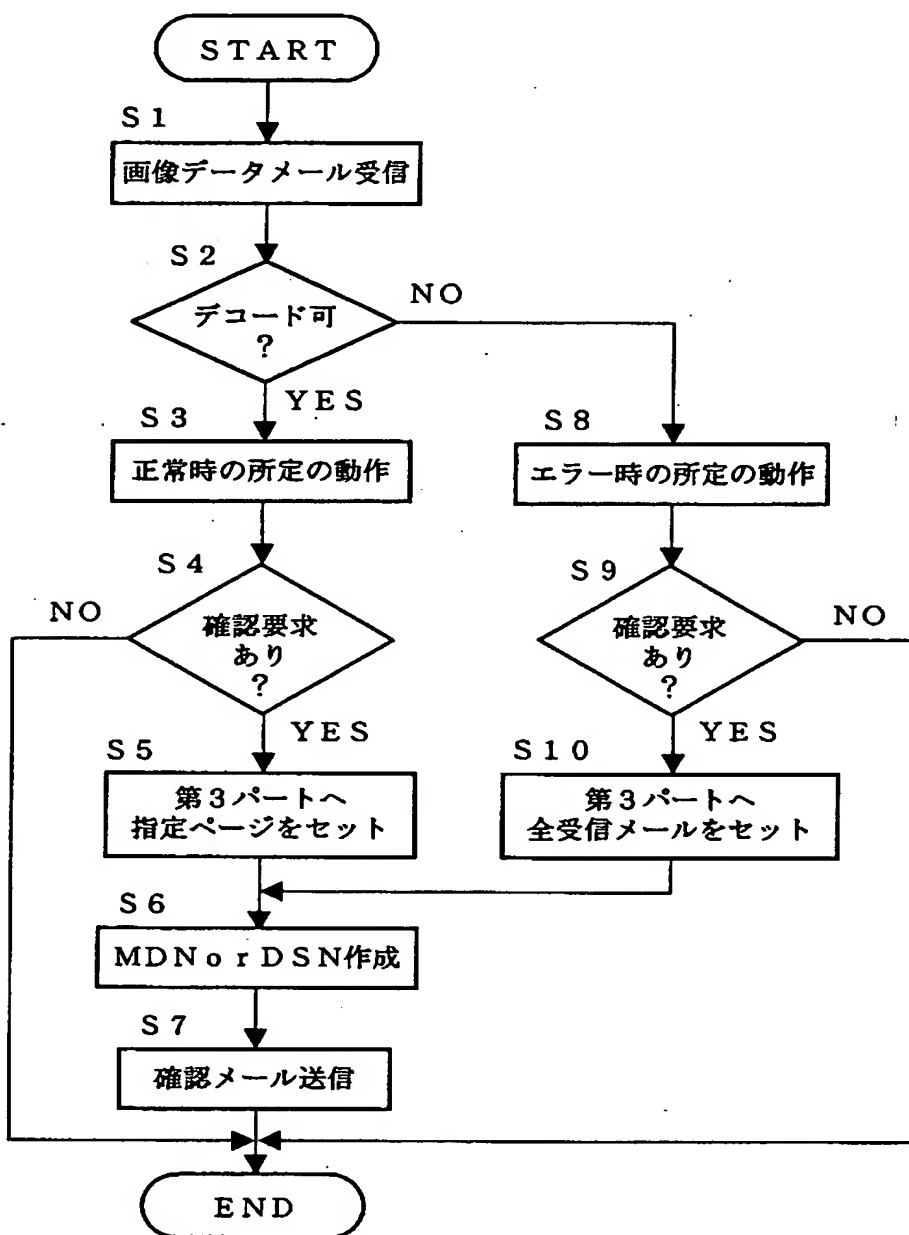 START
S1
画像データメール受信
S2
デコード可
?
NO
YES
S3
正常時の所定の動作
S8
エラー時の所定の動作
S4
確認要求
あり
?
NO
YES
S9
確認要求
あり
?
NO
YES
S5
第3パートへ
指定ページをセット
S10
第3パートへ
全受信メールをセット
S6
MDNorDSN作成
S7
確認メール送信
END